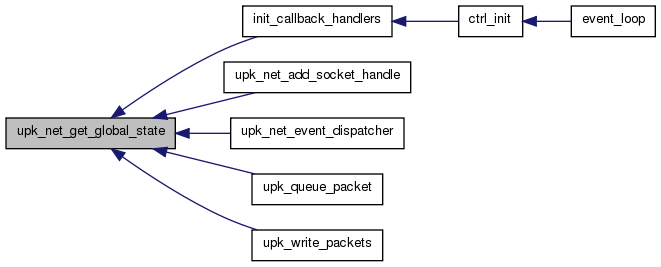 init_callback_handlers
ctrl_init
event_loop
upk_net_add_socket_handle
upk_net_get_global_state
upk_net_event_dispatcher
upk_queue_packet
upk_write_packets